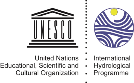 UNESCO
United Nations
Educational, Scientific and
Cultural Organization
International
Hydrological
Programme